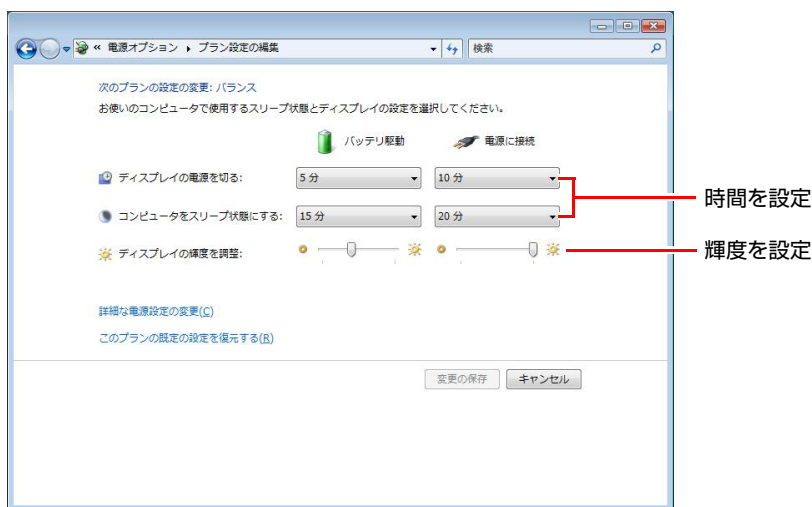 « 電源オプション ▸ プラン設定の編集
検索
次のプランの設定の変更: バランス
お使いのコンピュータで使用するスリープ状態とディスプレイの設定を選択してください。
バッテリ駆動 電源に接続
ディスプレイの電源を切る: 5 分 10 分
時間を設定
コンピュータをスリープ状態にする: 15 分 20 分
ディスプレイの輝度を調整:
輝度を設定
詳細な電源設定の変更(C)
このプランの既定の設定を復元する(R)
変更の保存 キャンセル